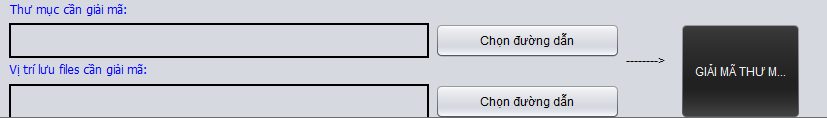 Thư mục cần giải mã:
Chọn đường dẫn
-------->
GIẢI MÃ THƯ M...
Vị trí lưu files cần giải mã:
Chọn đường dẫn